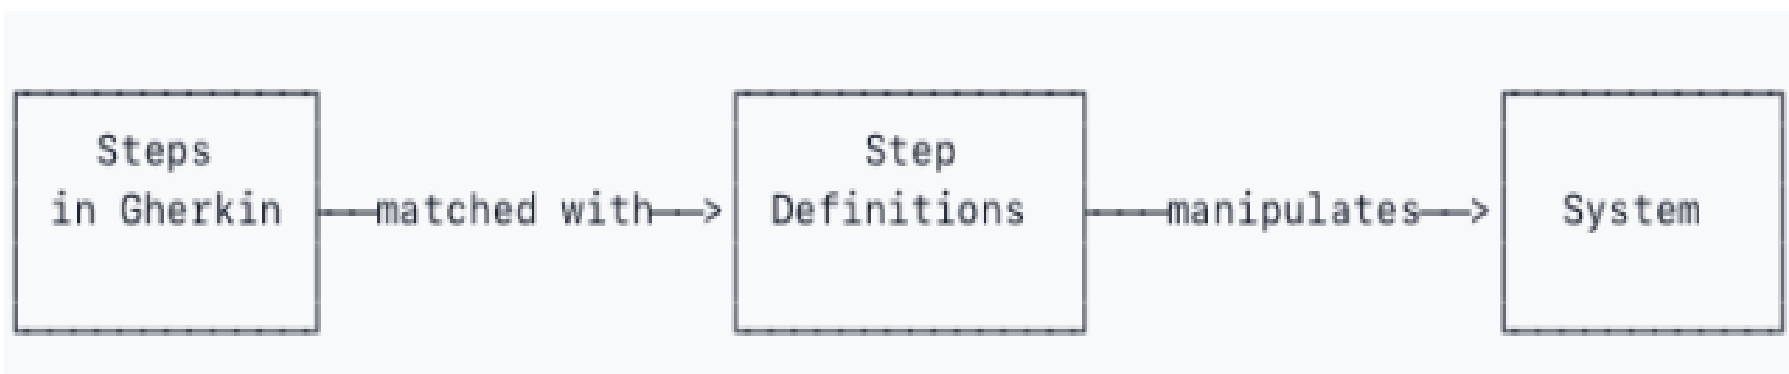 Steps
in Gherkin
matched with
Step
Definitions
manipulates
System